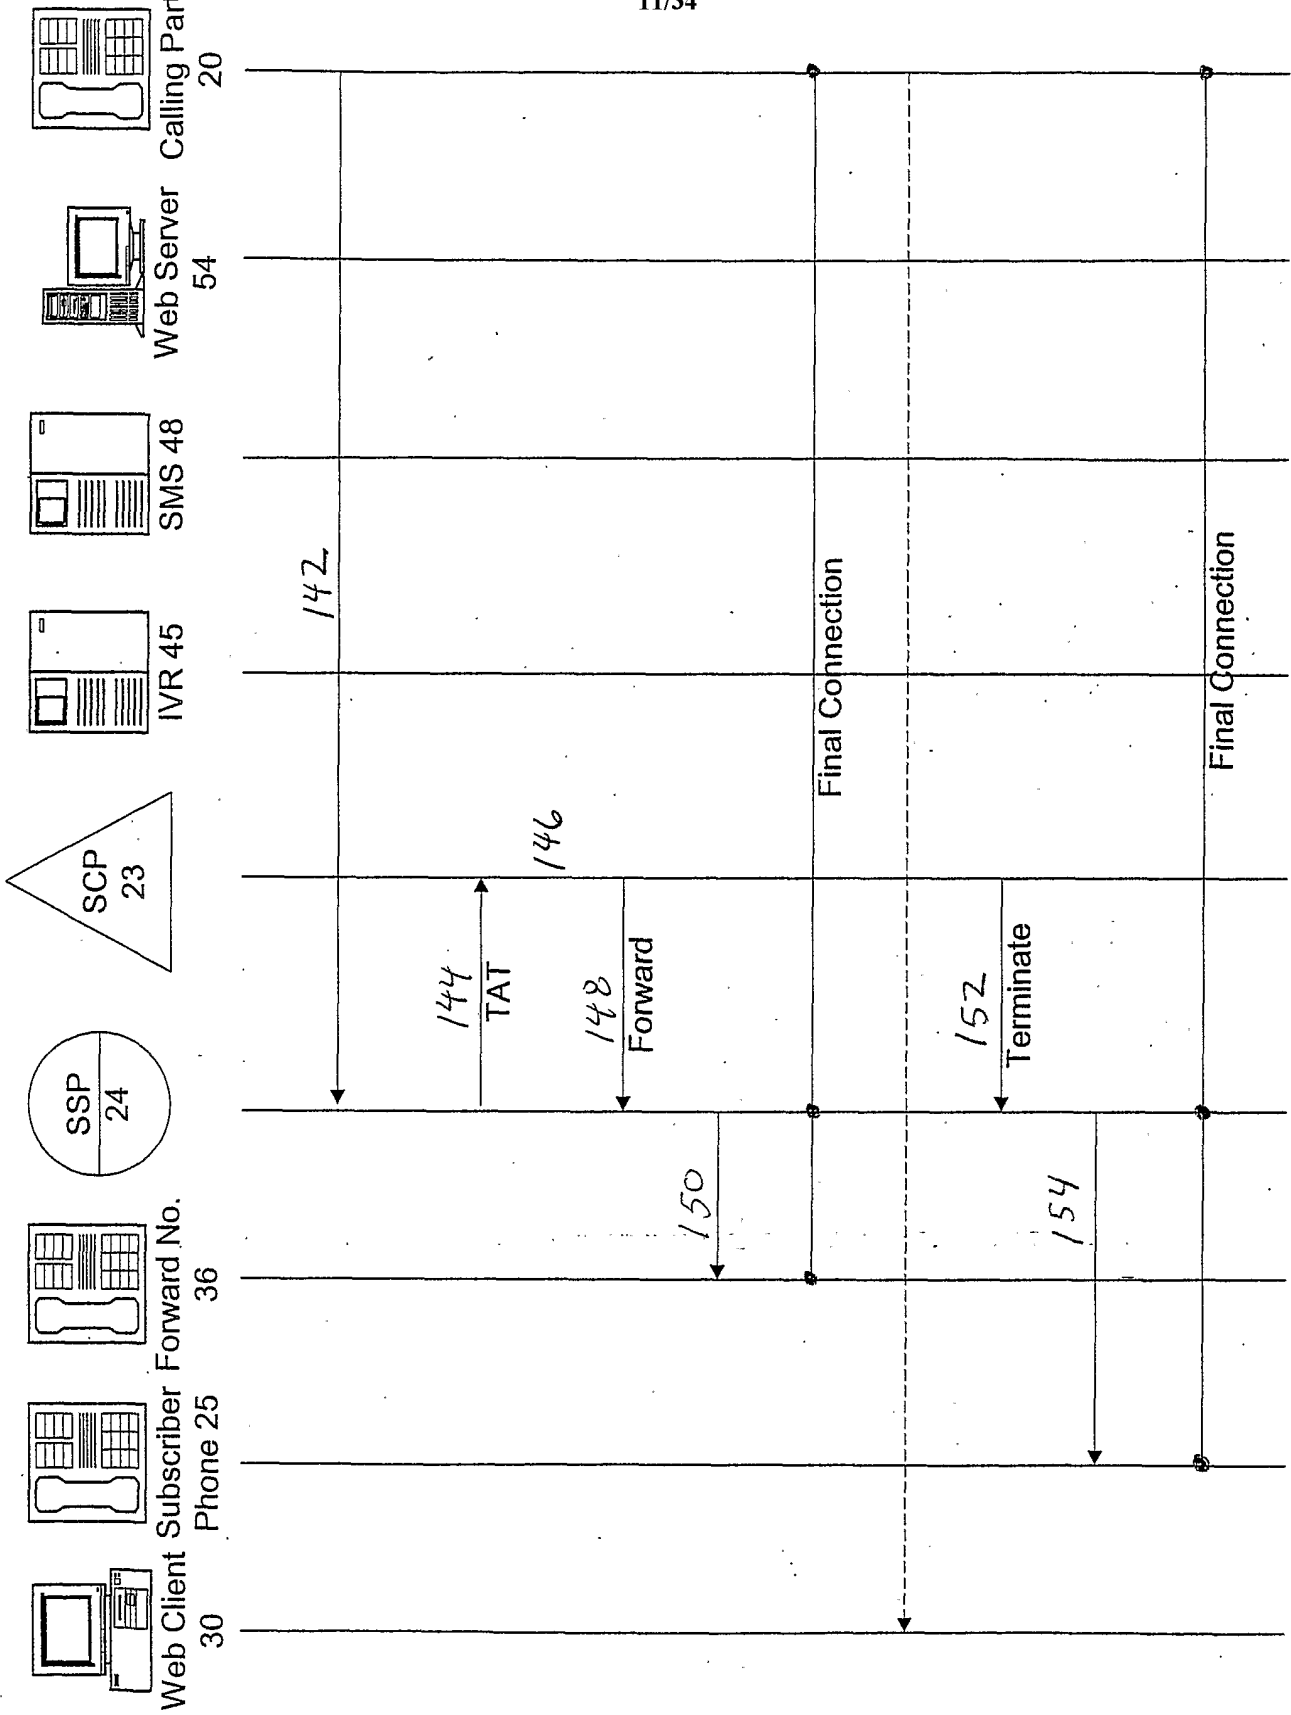 11/34
Web Client
30
Subscriber
Phone 25
Forward No.
36
SSP
24
SCP
23
IVR 45
SMS 48
Web Server
54
Calling
20
142
144
TAT
146
148
Forward
150
Final Connection
152
Terminate
154
Final Connection